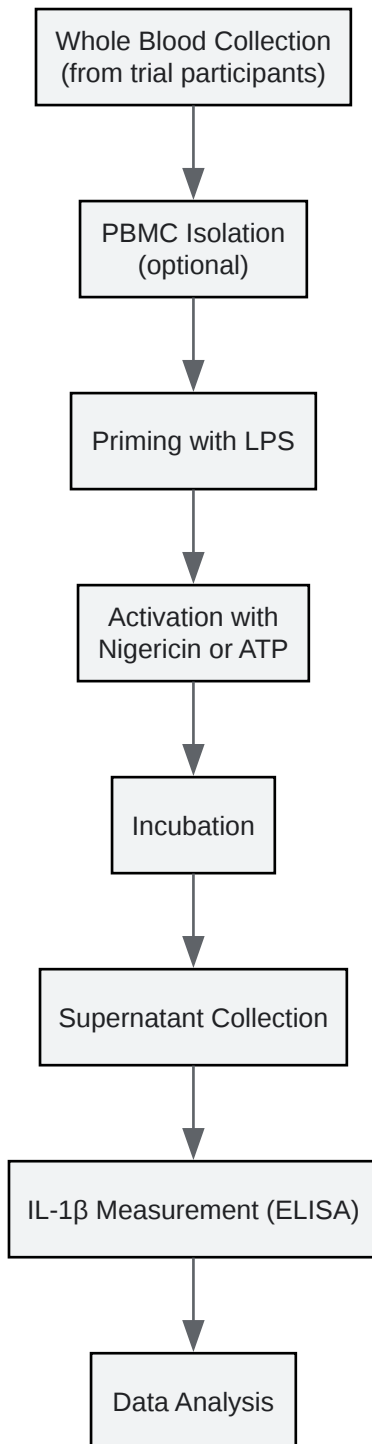 Whole Blood Collection
(from trial participants)
PBMC Isolation
(optional)
Priming with LPS
Activation with
Nigericin or ATP
Incubation
Supernatant Collection
IL-1β Measurement (ELISA)
Data Analysis